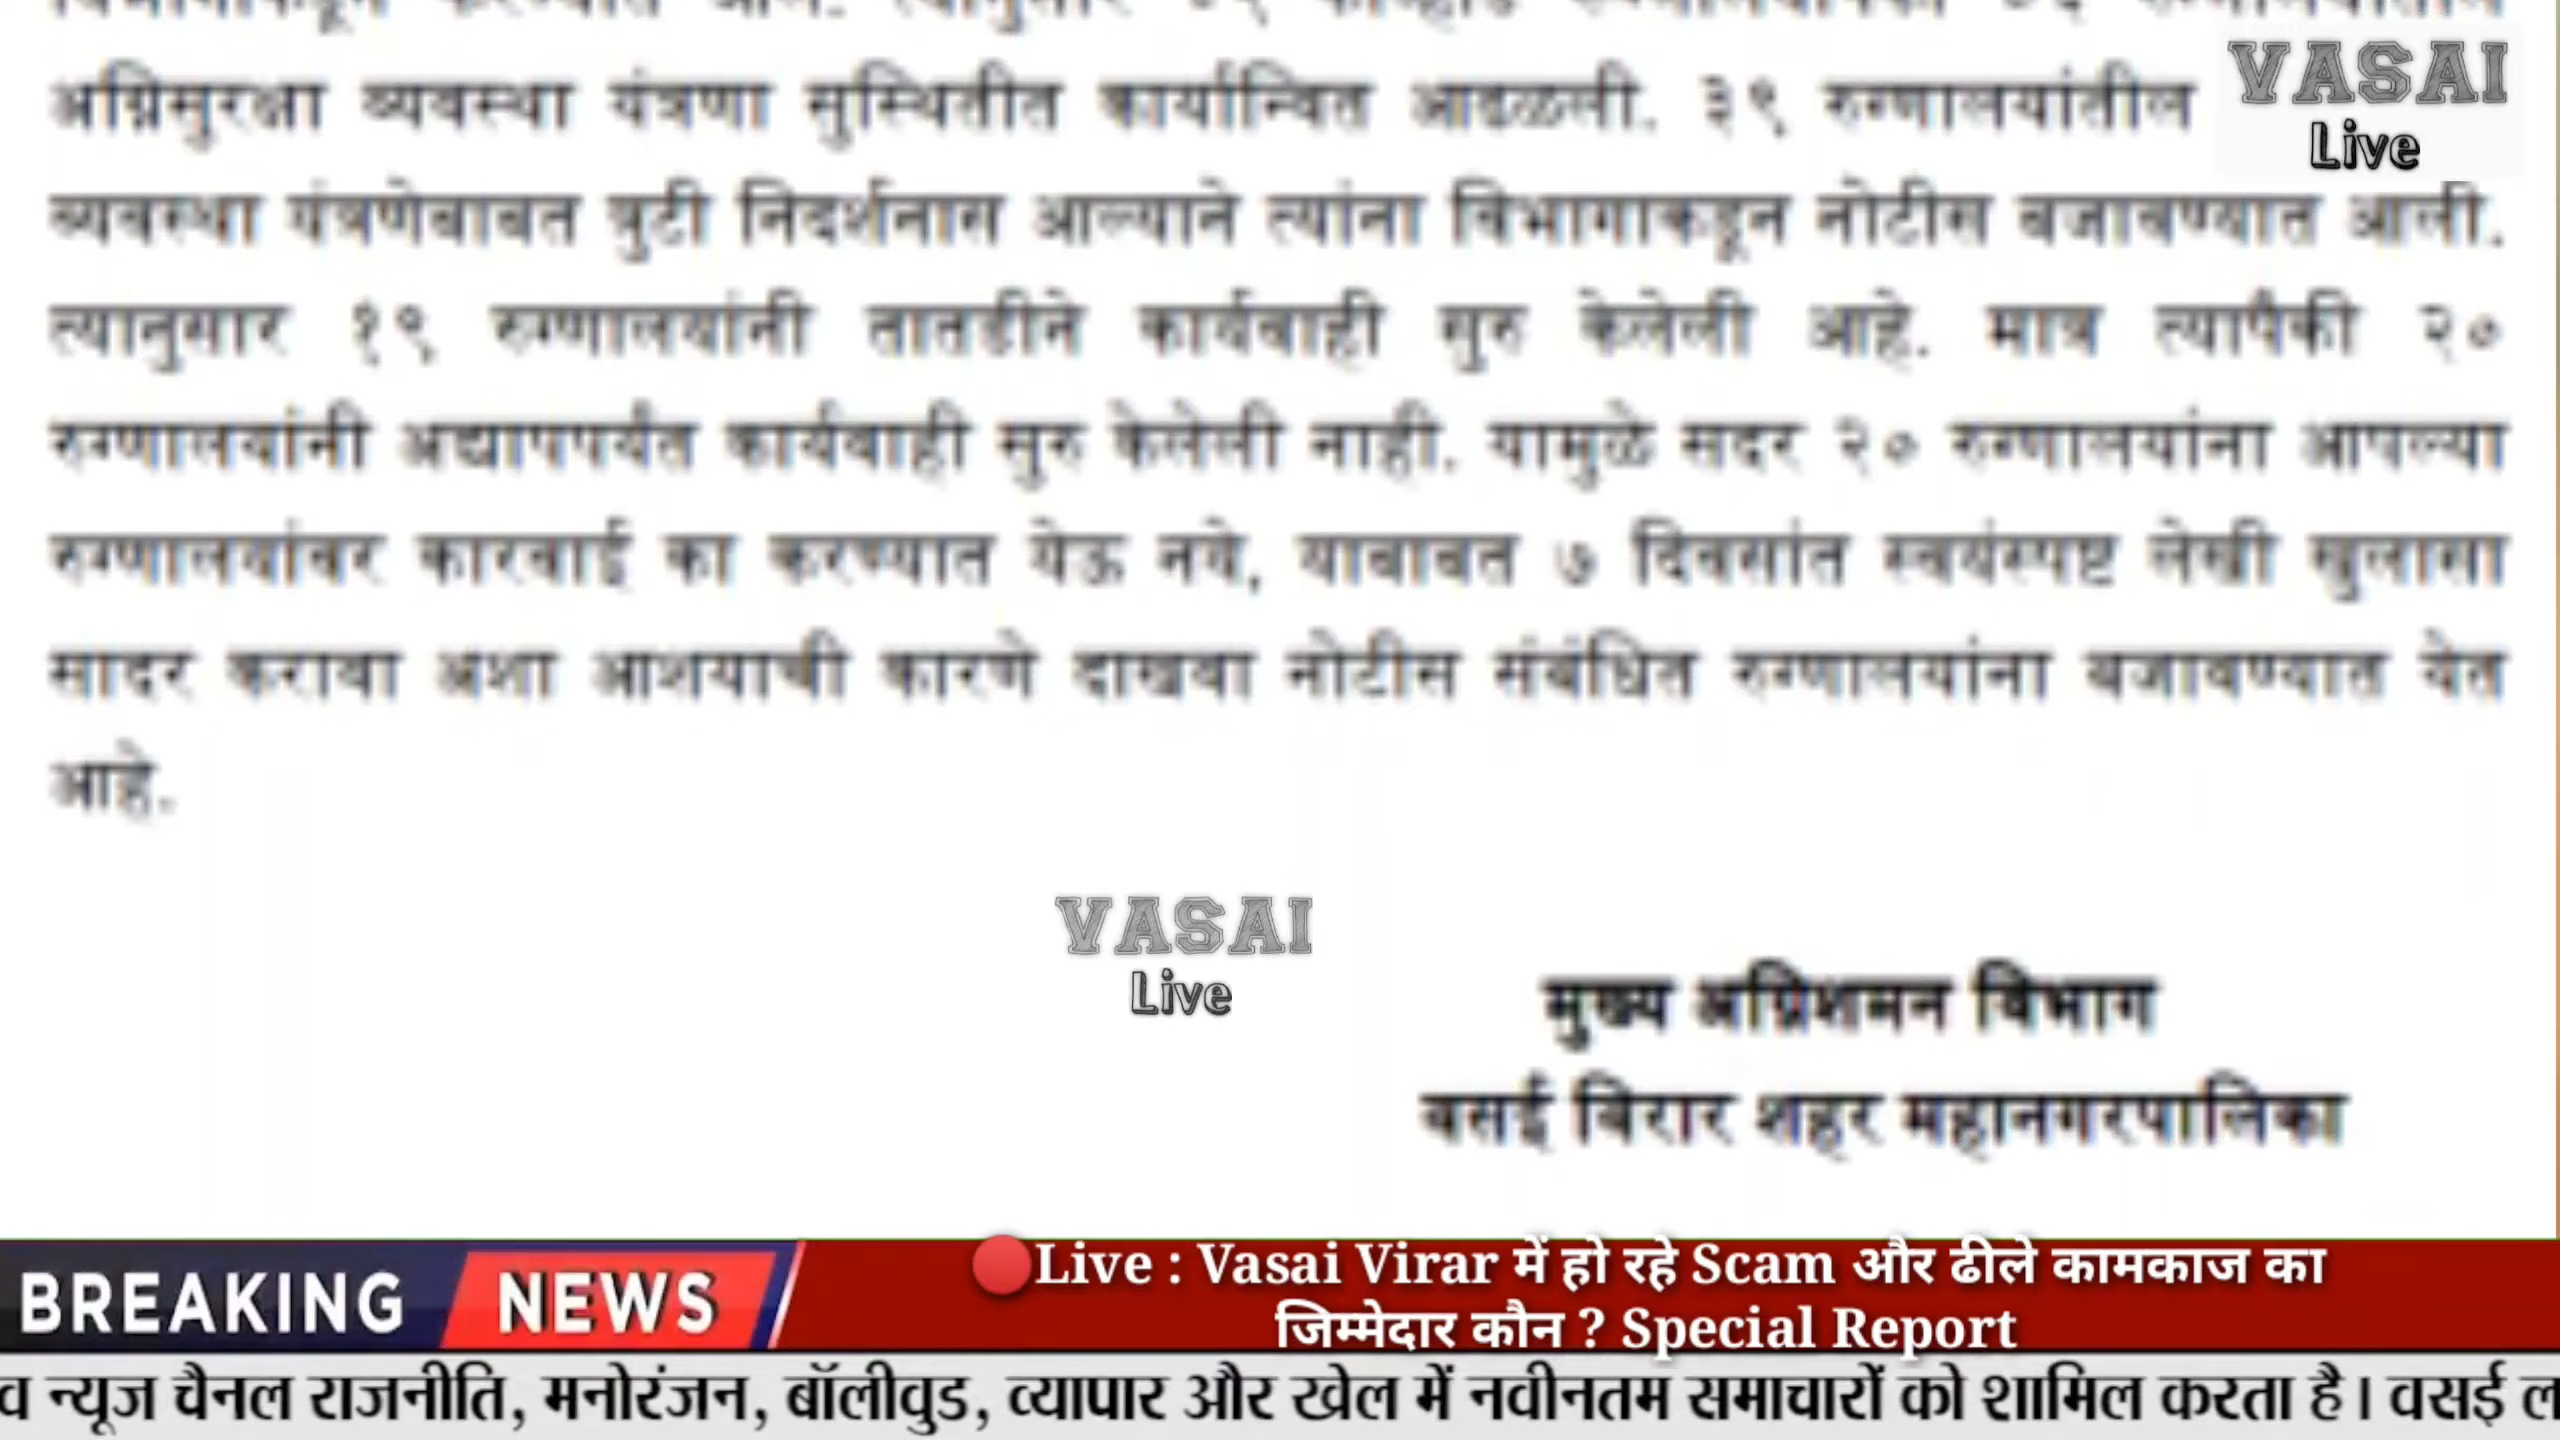 अग्निसुरक्षा व्यवस्था यंत्रणा सुस्थितीत कार्यान्वित आढळली. ३९ रुग्णालयांतील
VASAI
Live
व्यवस्था यंत्रणेबाबत त्रुटी निदर्शनास आल्याने त्यांना विभागाकडून नोटीस बजावण्यात आली.
त्यानुसार १९ रुग्णालयांनी तातडीने कार्यवाही सुरु केलेली आहे. मात्र त्यापैकी २०
रुग्णालयांनी अद्यापपर्यंत कार्यवाही सुरु केलेली नाही. यामुळे सदर २० रुग्णालयांना आपल्या
रुग्णालयांवर कारवाई का करण्यात येऊ नये, याबाबत ७ दिवसांत स्वयंस्पष्ट लेखी खुलासा
सादर करावा अशा आशयाची कारणे दाखवा नोटीस संबंधित रुग्णालयांना बजावण्यात येत
आहे.
VASAI
Live
मुख्य अग्निशमन विभाग
वसई विरार शहर महानगरपालिका
BREAKING NEWS
🔴Live : Vasai Virar में हो रहे Scam और ढीले कामकाज का
जिम्मेदार कौन ? Special Report
व न्यूज चैनल राजनीति, मनोरंजन, बॉलीवुड, व्यापार और खेल में नवीनतम समाचारों को शामिल करता है। वसई ल